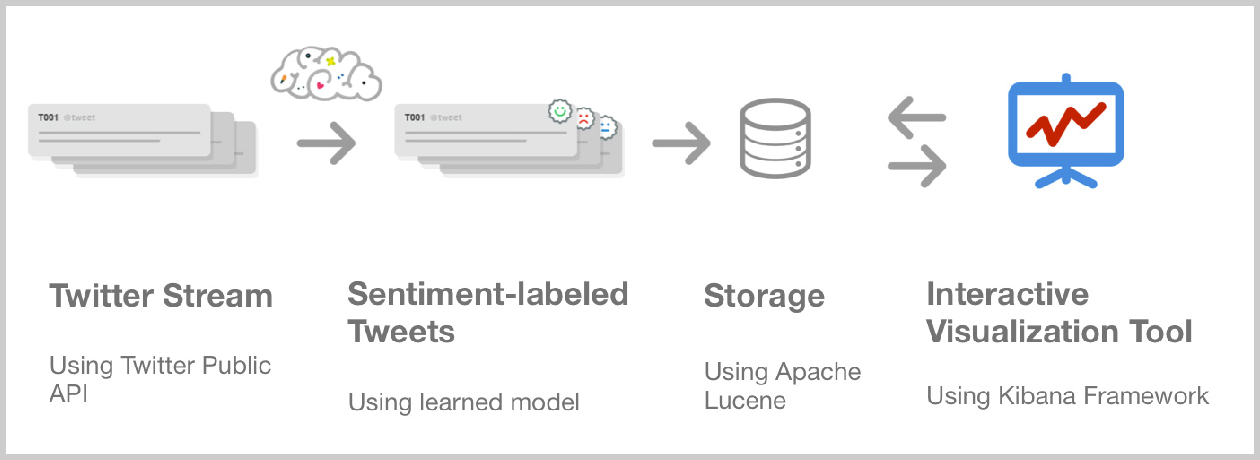 T001 @tweet
T001 @tweet
Twitter Stream
Using Twitter Public
API
Sentiment-labeled
Tweets
Using learned model
Storage
Using Apache
Lucene
Interactive
Visualization Tool
Using Kibana Framework